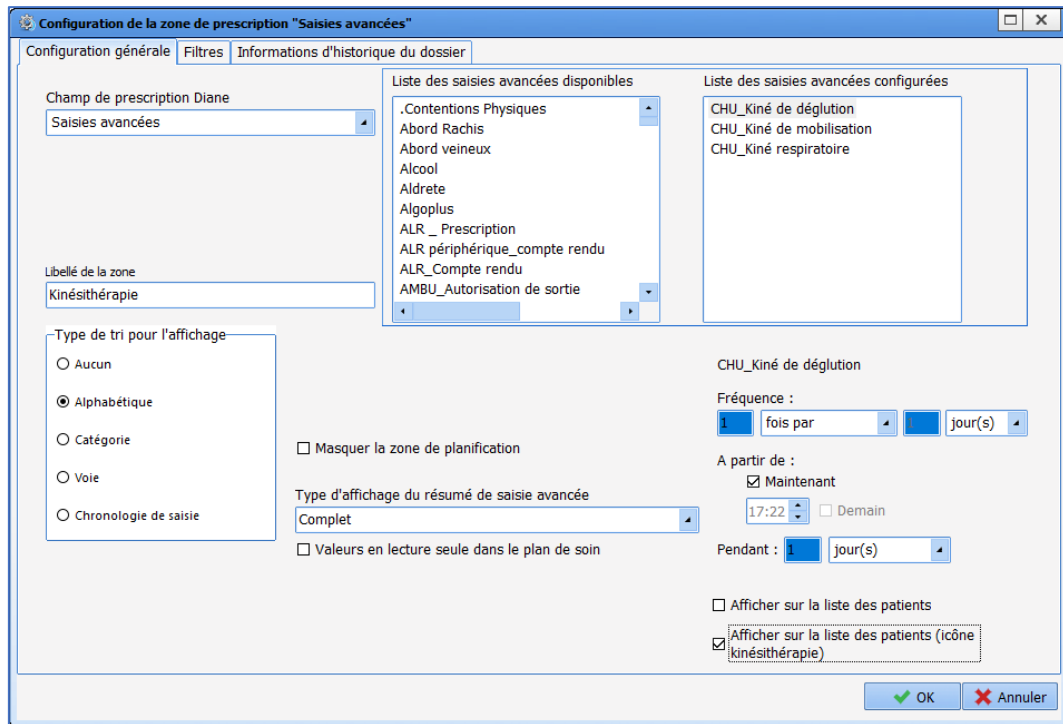 Configuration de la zone de prescription "Saisies avancées"
Configuration générale
Filtres
Informations d'historique du dossier
Champ de prescription Diane
Saisies avancées
Libellé de la zone
Kinésithérapie
Liste des saisies avancées disponibles
.Contentions Physiques
Abord Rachis
Abord veineux
Alcool
Aldrete
Algoplus
ALR _ Prescription
ALR périphérique_compte rendu
ALR_Compte rendu
AMBU_Autorisation de sortie
Liste des saisies avancées configurées
CHU_Kiné de déglution
CHU_Kiné de mobilisation
CHU_Kiné respiratoire
Type de tri pour l'affichage
Aucun
Alphabétique
Catégorie
Voie
Chronologie de saisie
Masquer la zone de planification
Type d'affichage du résumé de saisie avancée
Complet
Valeurs en lecture seule dans le plan de soin
CHU_Kiné de déglution
Fréquence :
1 fois par 1 jour(s)
A partir de :
Maintenant
17:22 Demain
Pendant : 1 jour(s)
Afficher sur la liste des patients
Afficher sur la liste des patients (icône
kinésithérapie)
OK
Annuler